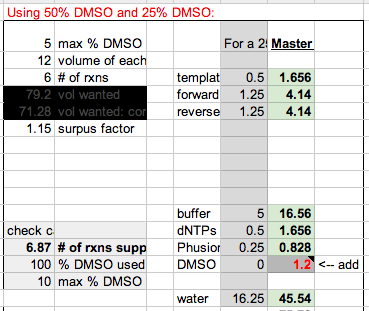 Using 50% DMSO and 25% DMSO:
5 max % DMSO For a 2 Master
12 volume of each
6 # of rxns templat 0.5 1.656
79.2 vol wanted forward 1.25 4.14
71.28 vol wanted: cor reverse 1.25 4.14
1.15 surpus factor
buffer 5 16.56
check c dNTPs 0.5 1.656
6.87 # of rxns supp Phusior 0.25 0.828
100 % DMSO used DMSO 0 1.2 <-- add
10 max % DMSO
water 16.25 45.54